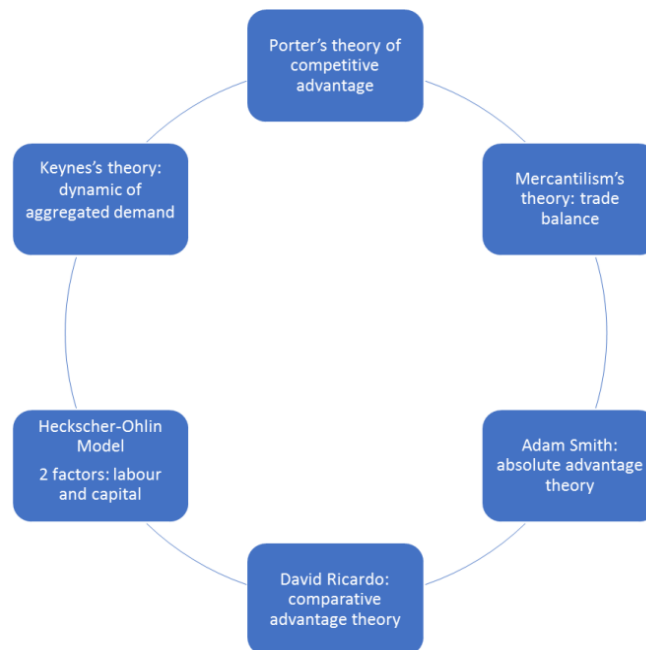 Porter's theory of
competitive
advantage
Keynes's theory:
dynamic of
aggregated demand
Mercantilism's
theory: trade
balance
Heckscher-Ohlin
Model
2 factors: labour
and capital
Adam Smith:
absolute advantage
theory
David Ricardo:
comparative
advantage theory